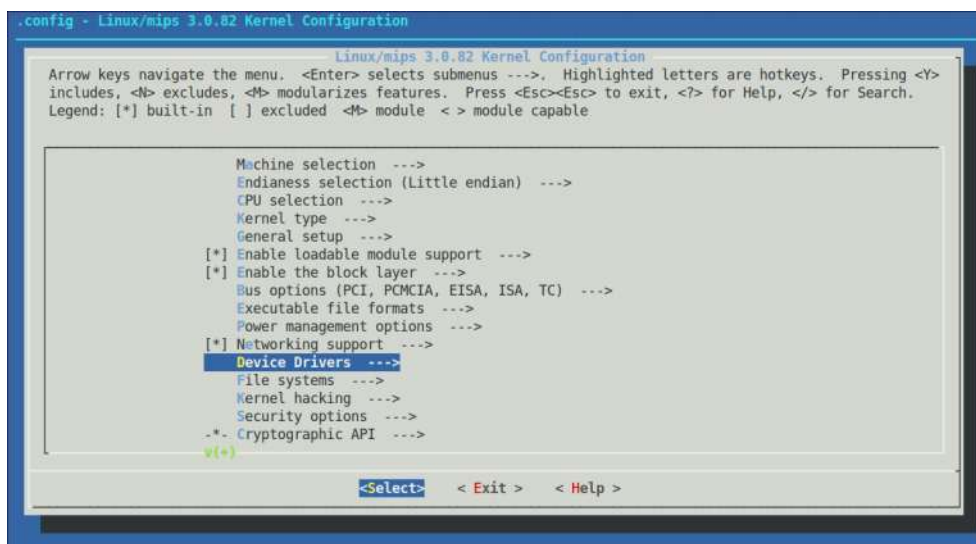 .config - Linux/mips 3.0.82 Kernel Configuration
Linux/mips 3.0.82 Kernel Configuration
Arrow keys navigate the menu.  <Enter> selects submenus --->.  Highlighted letters are hotkeys.  Pressing <Y>
includes, <N> excludes, <M> modularizes features.  Press <Esc><Esc> to exit, <?> for Help, </> for Search.
Legend: [*] built-in  [ ] excluded  <M> module  < > module capable
Machine selection  --->
Endianess selection (Little endian)  --->
CPU selection  --->
Kernel type  --->
General setup  --->
[*] Enable loadable module support  --->
[*] Enable the block layer  --->
Bus options (PCI, PCMCIA, EISA, ISA, TC)  --->
Executable file formats  --->
Power management options  --->
[*] Networking support  --->
Device Drivers  --->
File systems  --->
Kernel hacking  --->
Security options  --->
-*- Cryptographic API  --->
v(+)
<Select>    < Exit >    < Help >